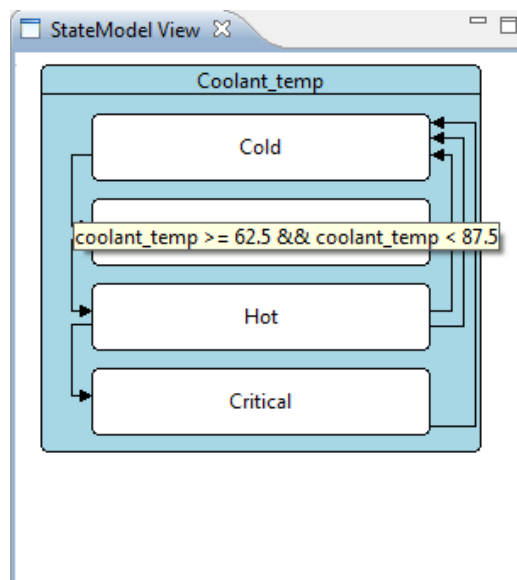 StateModel View
Coolant_temp
Cold
coolant_temp >= 62.5 && coolant_temp < 87.5
Hot
Critical